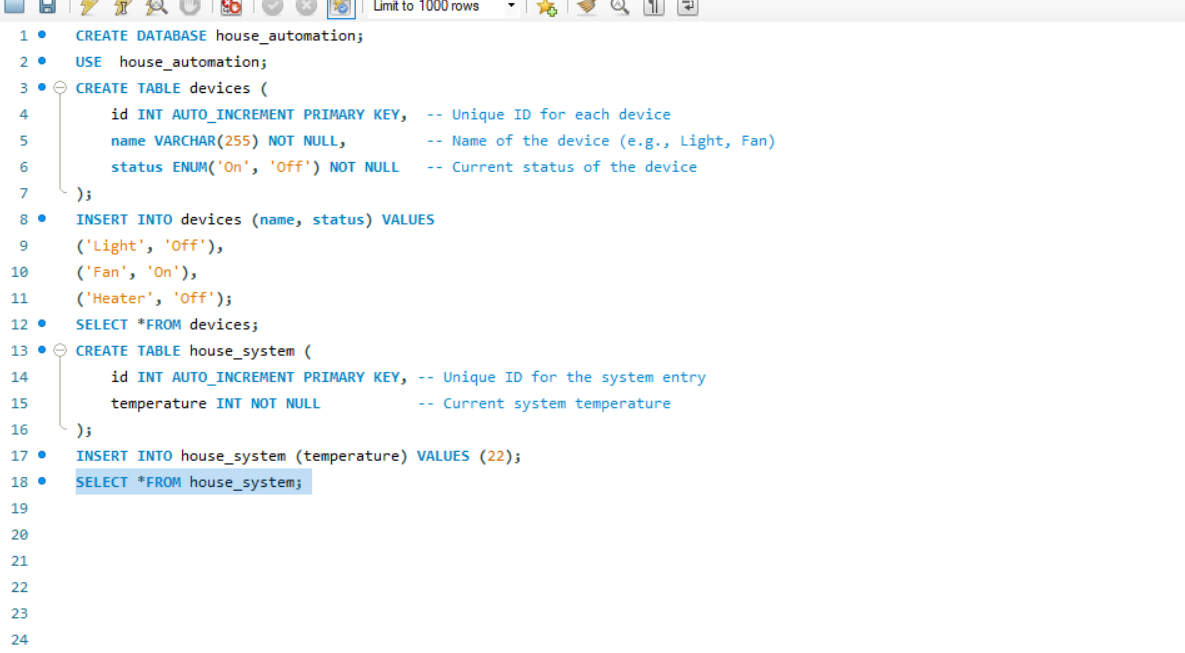 Limit to 1000 rows
1 CREATE DATABASE house_automation;
2 USE  house_automation;
3 CREATE TABLE devices (
4     id INT AUTO_INCREMENT PRIMARY KEY,  -- Unique ID for each device
5     name VARCHAR(255) NOT NULL,         -- Name of the device (e.g., Light, Fan)
6     status ENUM('On', 'Off') NOT NULL   -- Current status of the device
7 );
8 INSERT INTO devices (name, status) VALUES
9 ('Light', 'Off'),
10 ('Fan', 'On'),
11 ('Heater', 'Off');
12 SELECT *FROM devices;
13 CREATE TABLE house_system (
14     id INT AUTO_INCREMENT PRIMARY KEY, -- Unique ID for the system entry
15     temperature INT NOT NULL           -- Current system temperature
16 );
17 INSERT INTO house_system (temperature) VALUES (22);
18 SELECT *FROM house_system;
19
20
21
22
23
24